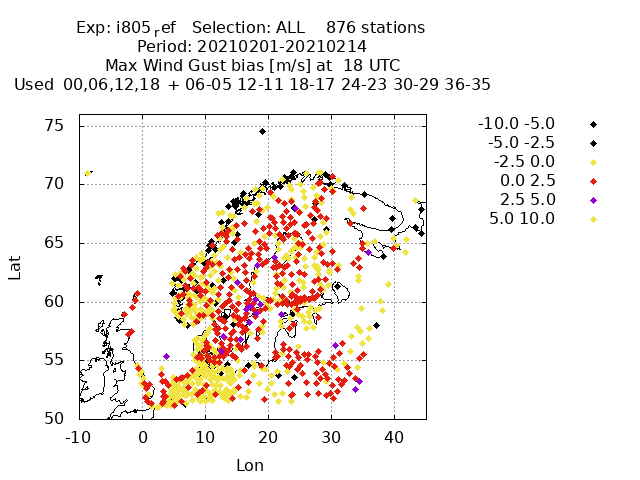 Exp: i805ref Selection: ALL 876 stations
Period: 20210201-20210214
Max Wind Gust bias [m/s] at 18 UTC
Used 00,06,12,18 + 06-05 12-11 18-17 24-23 30-29 36-35
-10.0 -5.0
-5.0 -2.5
-2.5 0.0
0.0 2.5
2.5 5.0
5.0 10.0
75
70
65
60
55
50
Lat
-10 0 10 20 30 40
Lon